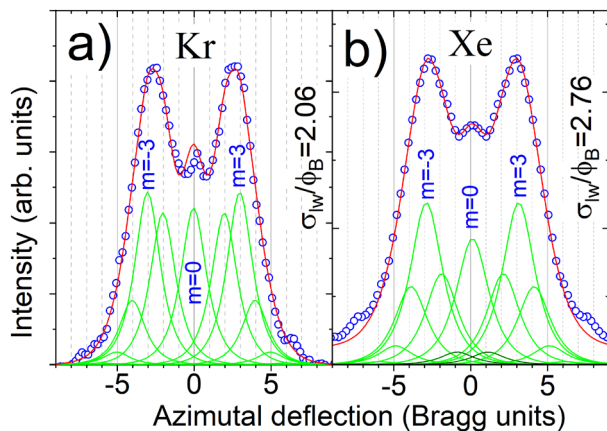 a)
Kr
m=-3
m=0
m=3
σlw/ϕB=2.06
b)
Xe
m=-3
m=0
m=3
σlw/ϕB=2.76
Intensity (arb. units)
-5
0
5
-5
0
5
Azimutal deflection (Bragg units)